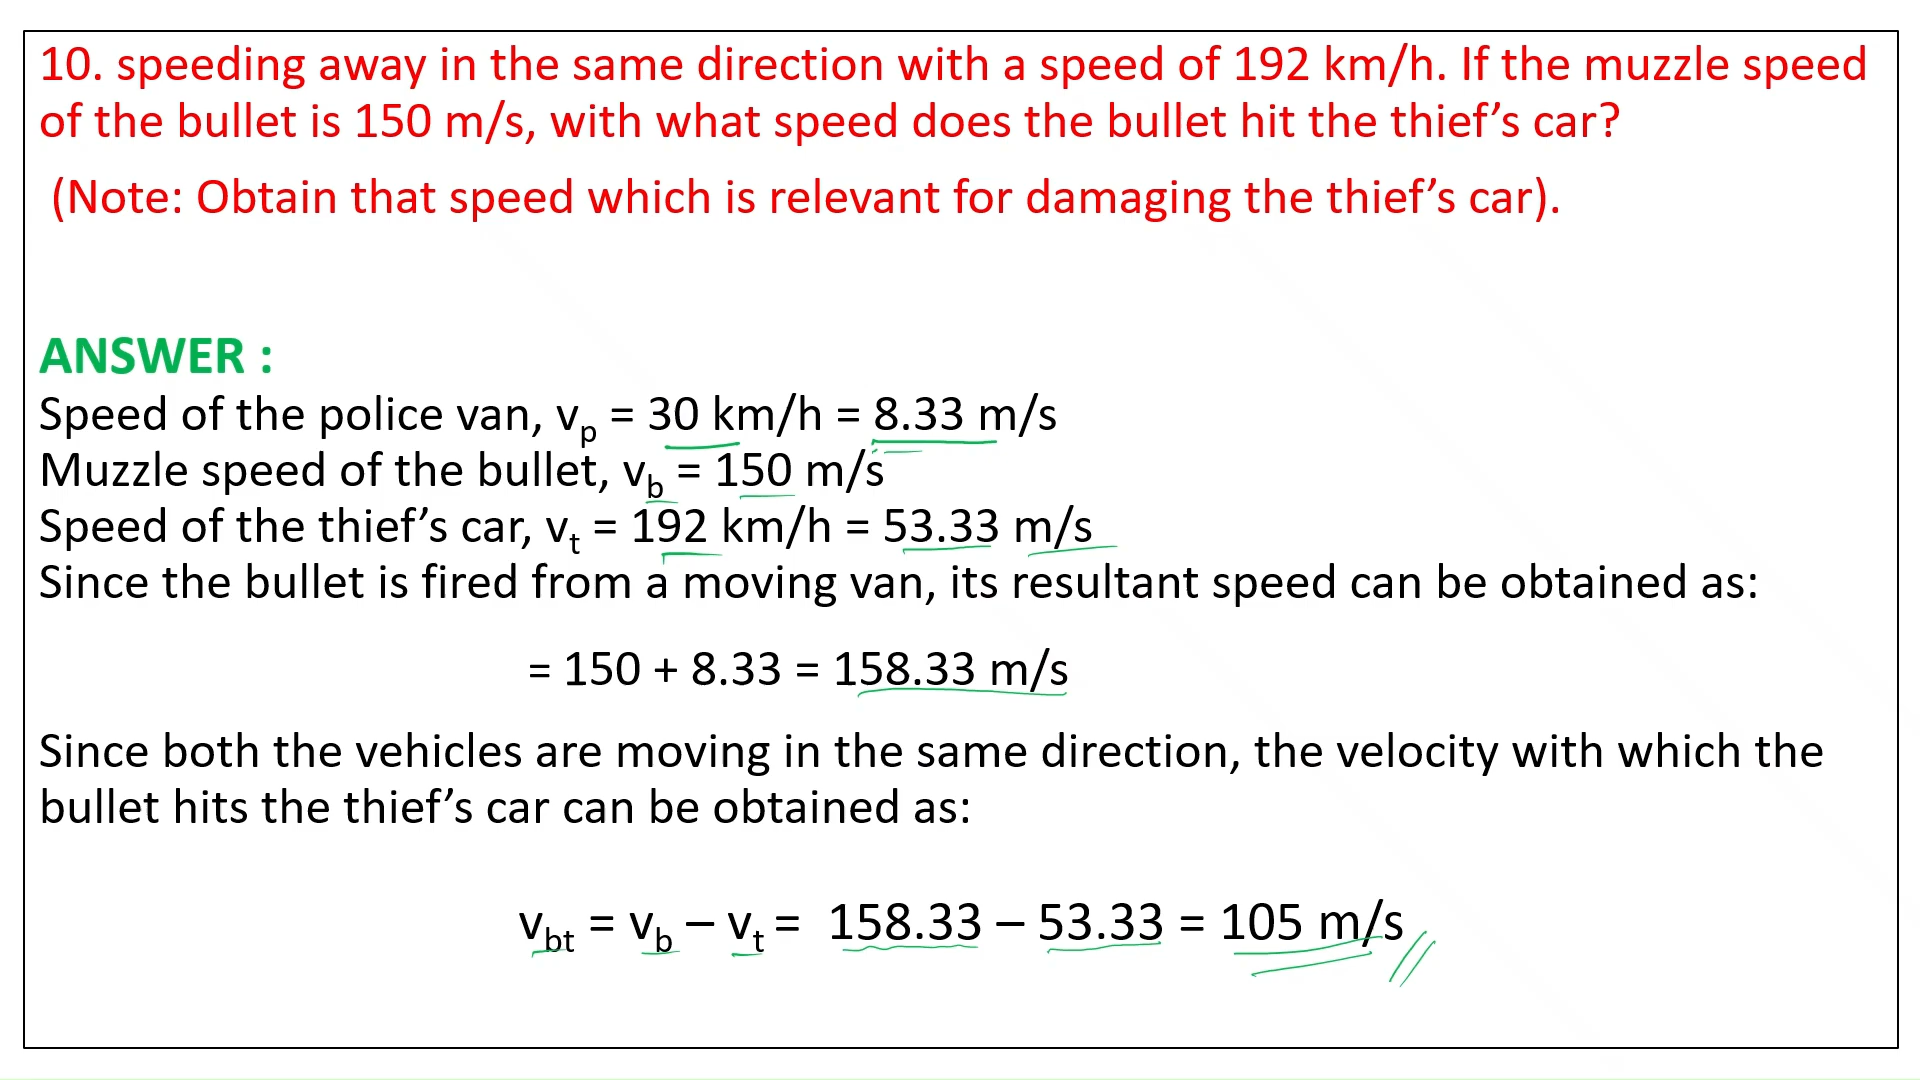 10. speeding away in the same direction with a speed of 192 km/h. If the muzzle speed
of the bullet is 150 m/s, with what speed does the bullet hit the thief’s car?
(Note: Obtain that speed which is relevant for damaging the thief’s car).
ANSWER :
Speed of the police van, vp = 30 km/h = 8.33 m/s
Muzzle speed of the bullet, vb = 150 m/s
Speed of the thief’s car, vt = 192 km/h = 53.33 m/s
Since the bullet is fired from a moving van, its resultant speed can be obtained as:
= 150 + 8.33 = 158.33 m/s
Since both the vehicles are moving in the same direction, the velocity with which the
bullet hits the thief’s car can be obtained as:
vbt = vb – vt = 158.33 – 53.33 = 105 m/s